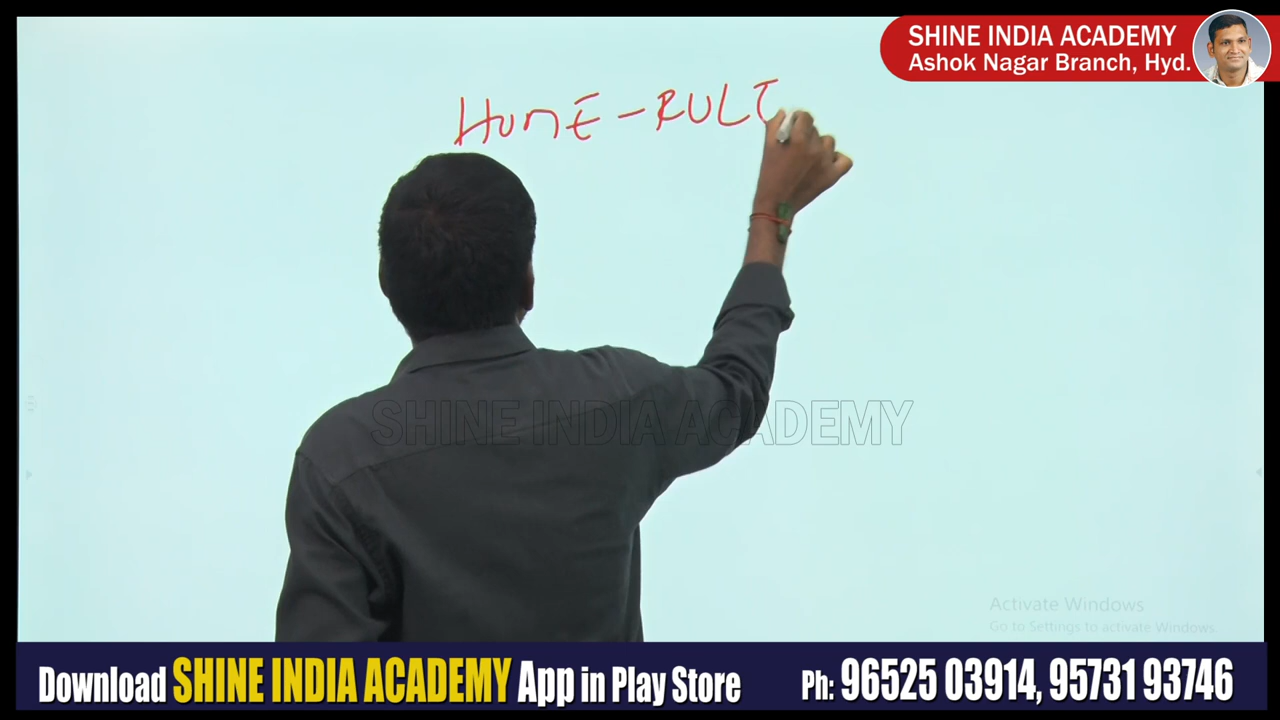 SHINE INDIA ACADEMY
Ashok Nagar Branch, Hyd.
HOME-RULE
SHINE INDIA ACADEMY
Activate Windows
Go to Settings to activate Windows
Download SHINE INDIA ACADEMY App in Play Store
Ph: 96525 03914, 95731 93746